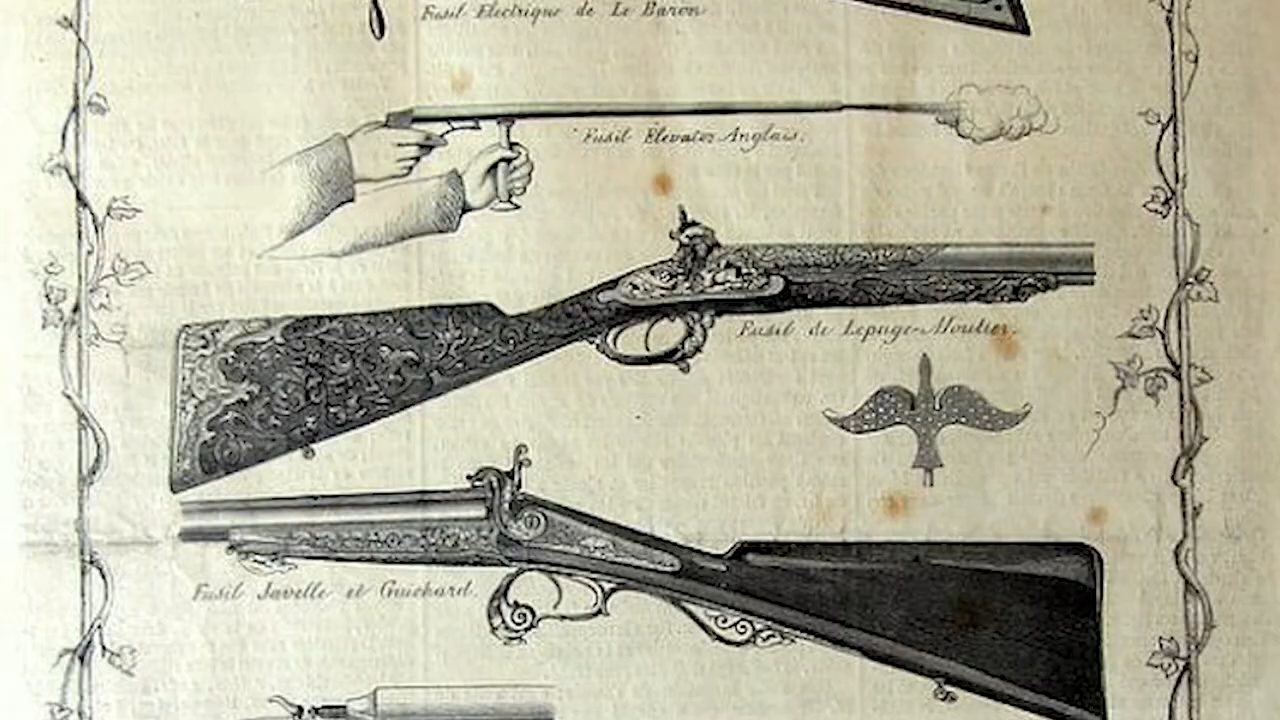 Fusil Electrique de Le Baron
Fusil Elevator Anglais.
Fusil de Lepage-Moutier.
Fusil Javelle et Guichard.